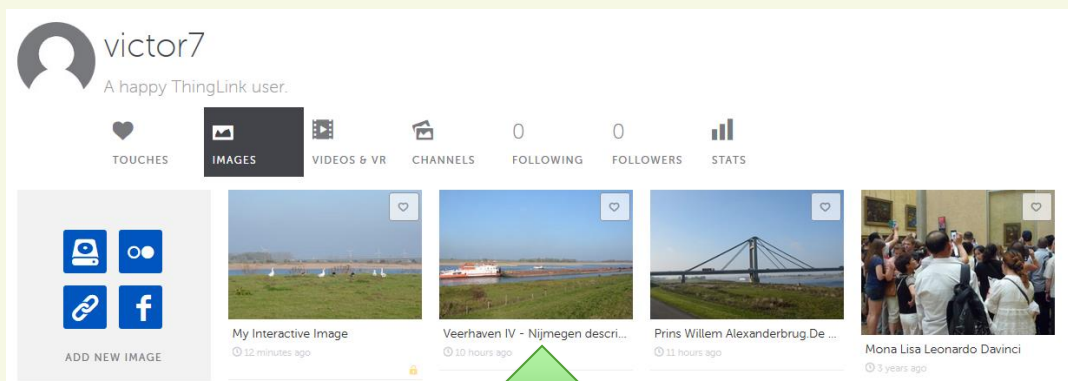 victor7
A happy ThingLink user.
TOUCHES
IMAGES
VIDEOS & VR
CHANNELS
0
FOLLOWING
0
FOLLOWERS
STATS
ADD NEW IMAGE
My Interactive Image
12 minutes ago
Veerhaven IV - Nijmegen descri...
10 hours ago
Prins Willem Alexanderbrug.De ...
11 hours ago
Mona Lisa Leonardo Davinci
3 years ago